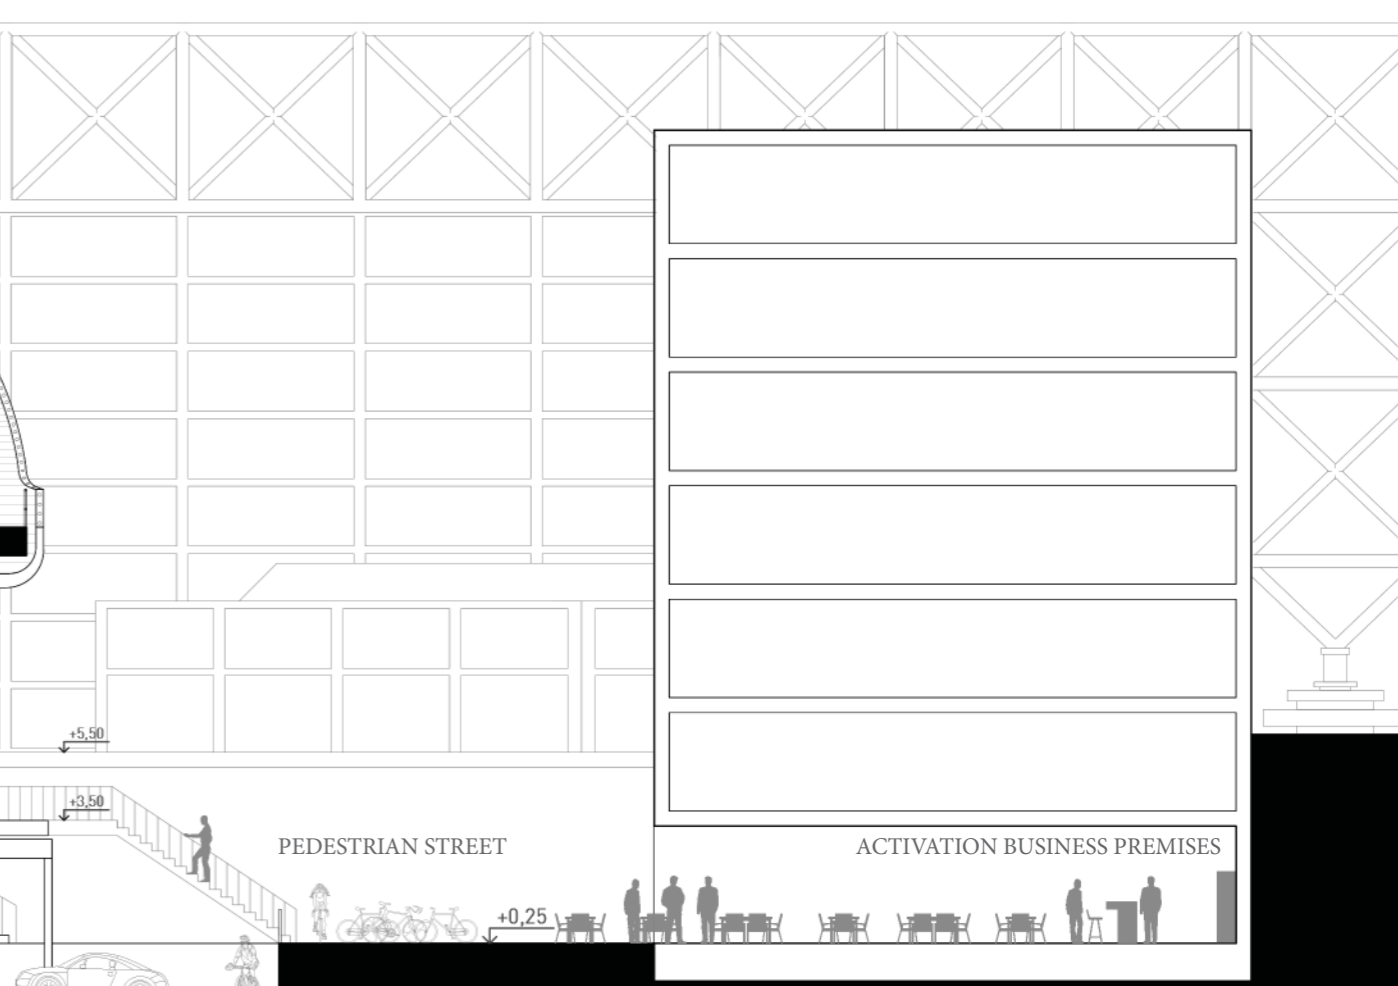 +5,50
+3,50
PEDESTRIAN STREET
ACTIVATION BUSINESS PREMISES
+0,25